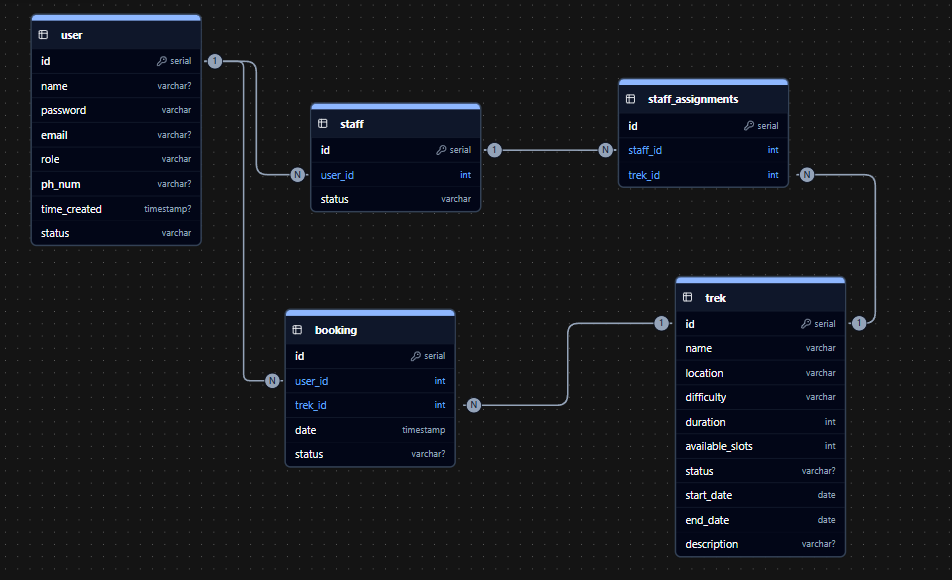 user
id serial
name varchar?
password varchar
email varchar?
role varchar
ph_num varchar?
time_created timestamp?
status varchar
1
N
staff
id serial
user_id int
status varchar
1
N
staff_assignments
id serial
staff_id int
trek_id int
N
booking
id serial
user_id int
trek_id int
date timestamp
status varchar?
N
N
trek
id serial
name varchar
location varchar
difficulty varchar
duration int
available_slots int
status varchar?
start_date date
end_date date
description varchar?
1
1